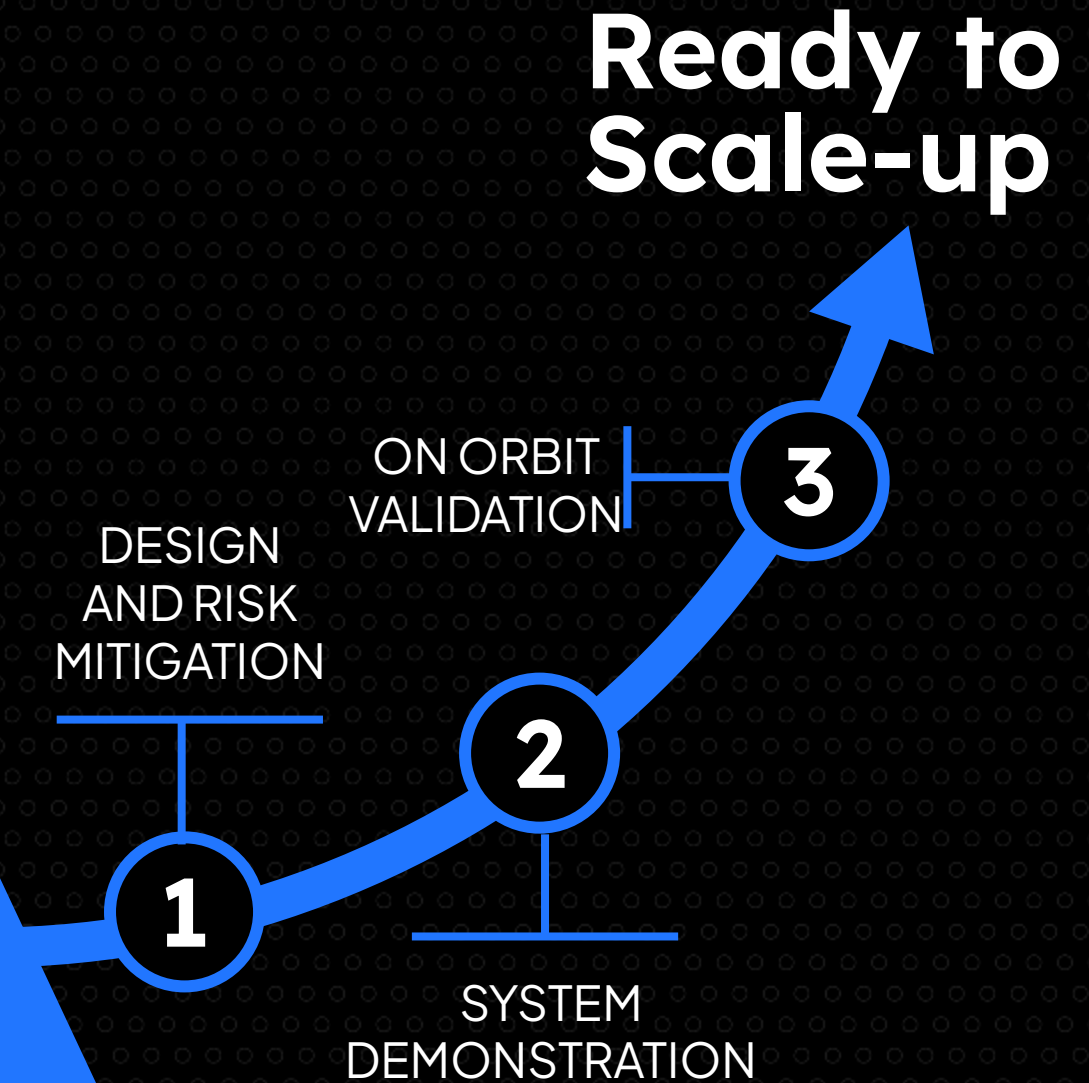 Ready to
Scale-up
ON ORBIT
VALIDATION
3
DESIGN
AND RISK
MITIGATION
2
1
SYSTEM
DEMONSTRATION